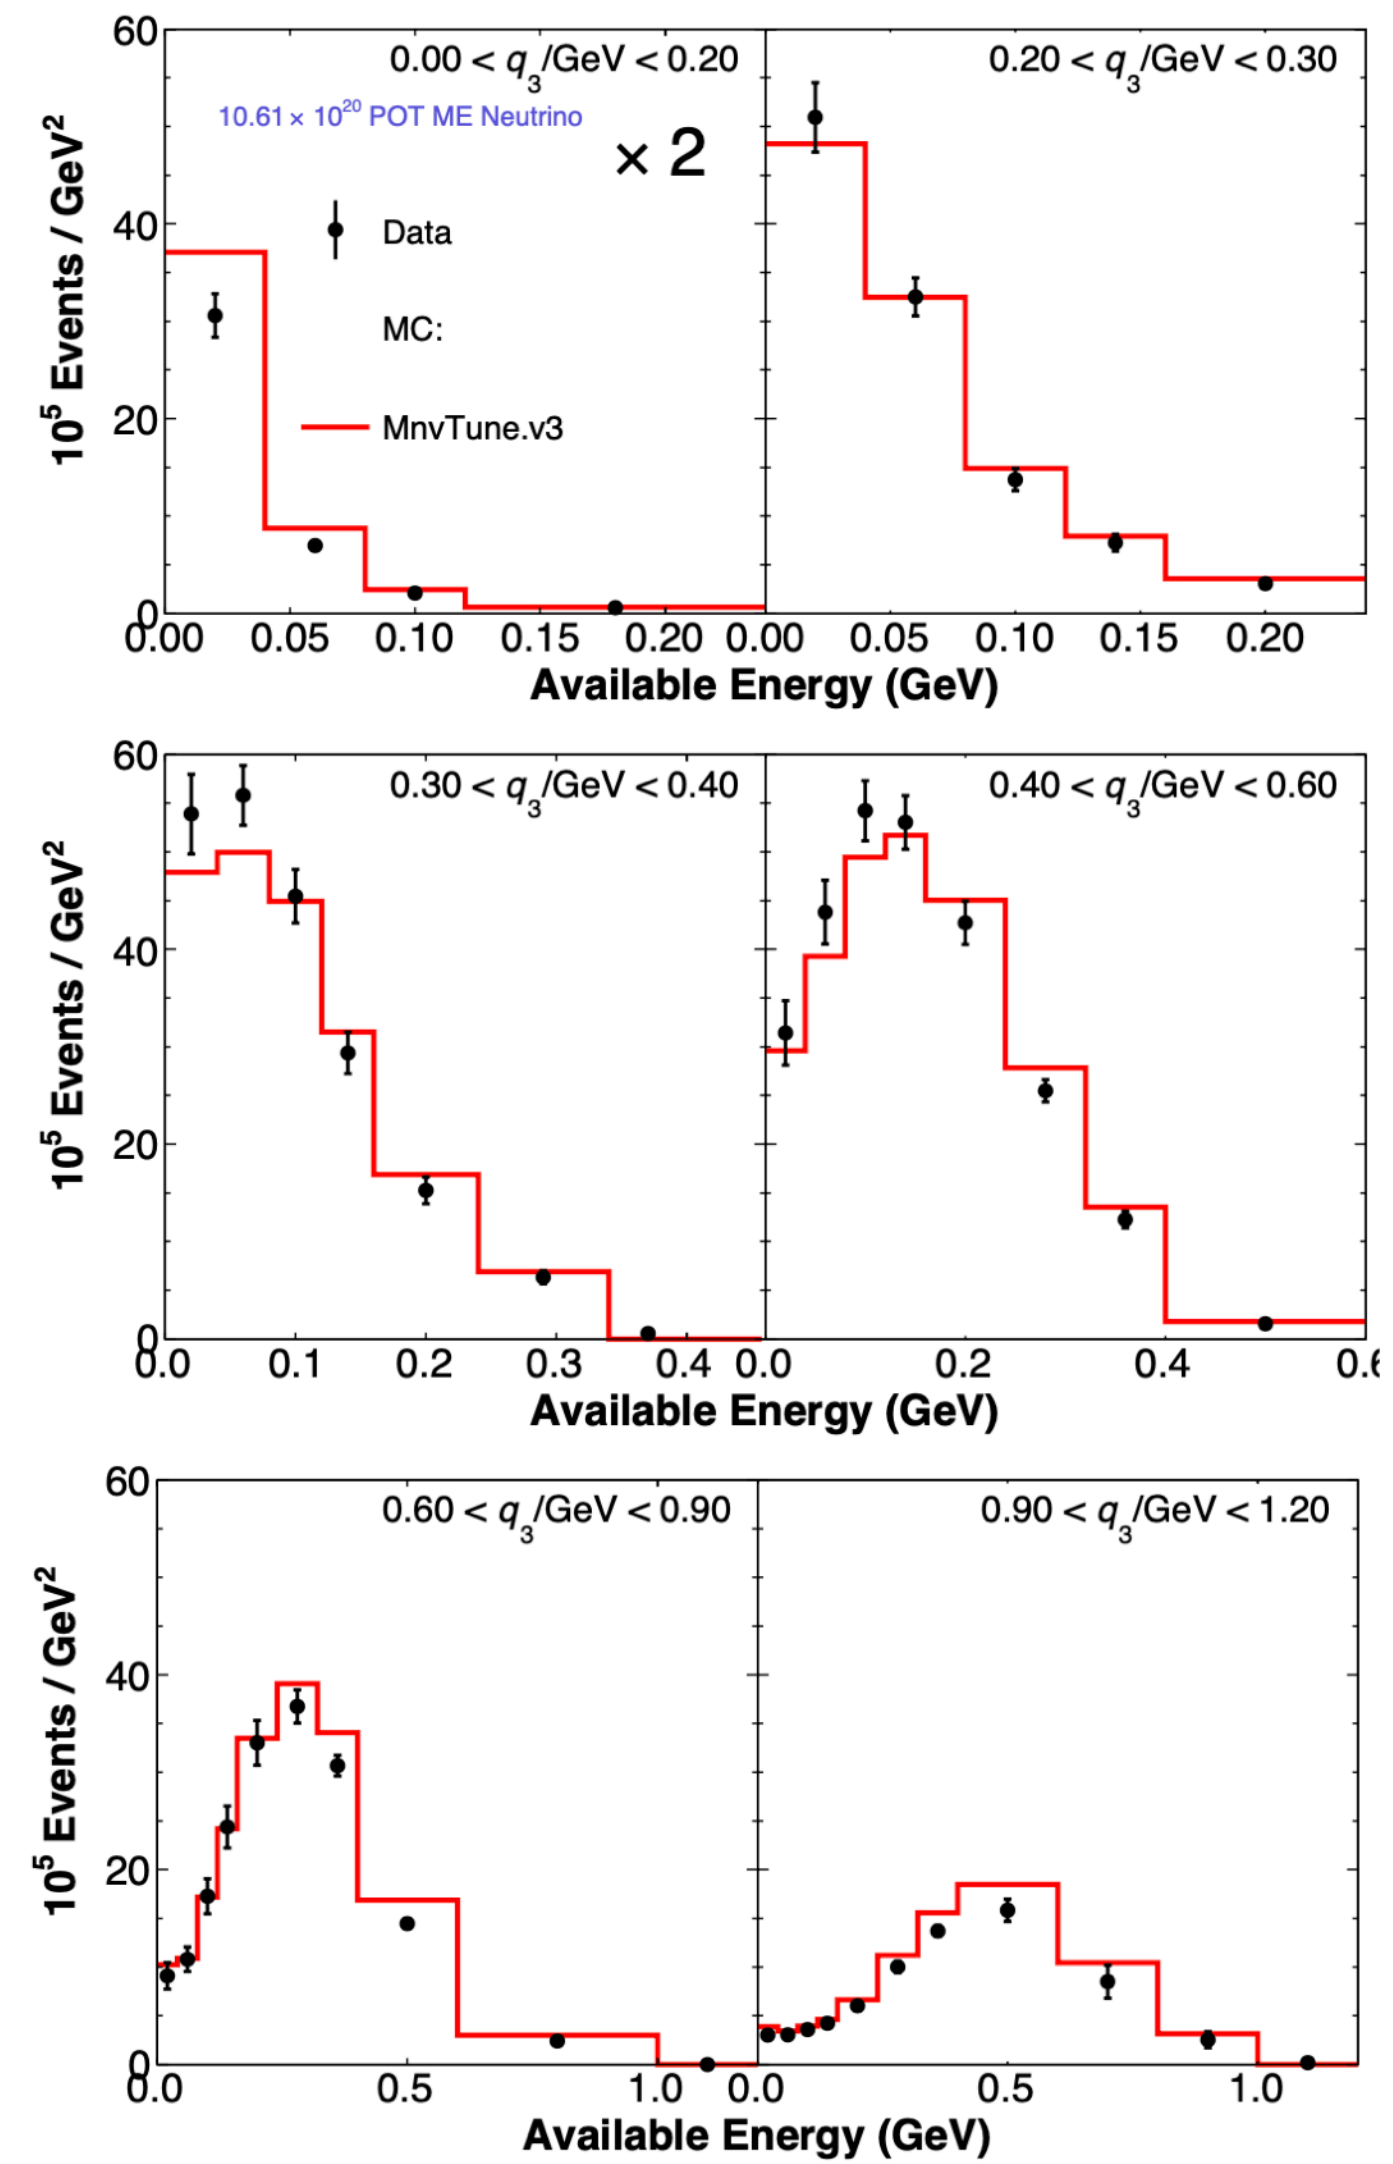 60
0.00 < q3/GeV < 0.20
0.20 < q3/GeV < 0.30
10.61 × 10^20 POT ME Neutrino
× 2
10^5 Events / GeV^2
Data
40
MC:
MnvTune.v3
20
0
0.00 0.05 0.10 0.15 0.20 0.00 0.05 0.10 0.15 0.20
Available Energy (GeV)
60
0.30 < q3/GeV < 0.40
0.40 < q3/GeV < 0.60
10^5 Events / GeV^2
40
20
0
0.0 0.1 0.2 0.3 0.4 0.0 0.2 0.4 0.6
Available Energy (GeV)
60
0.60 < q3/GeV < 0.90
0.90 < q3/GeV < 1.20
10^5 Events / GeV^2
40
20
0
0.0 0.5 1.0 0.0 0.5 1.0
Available Energy (GeV)